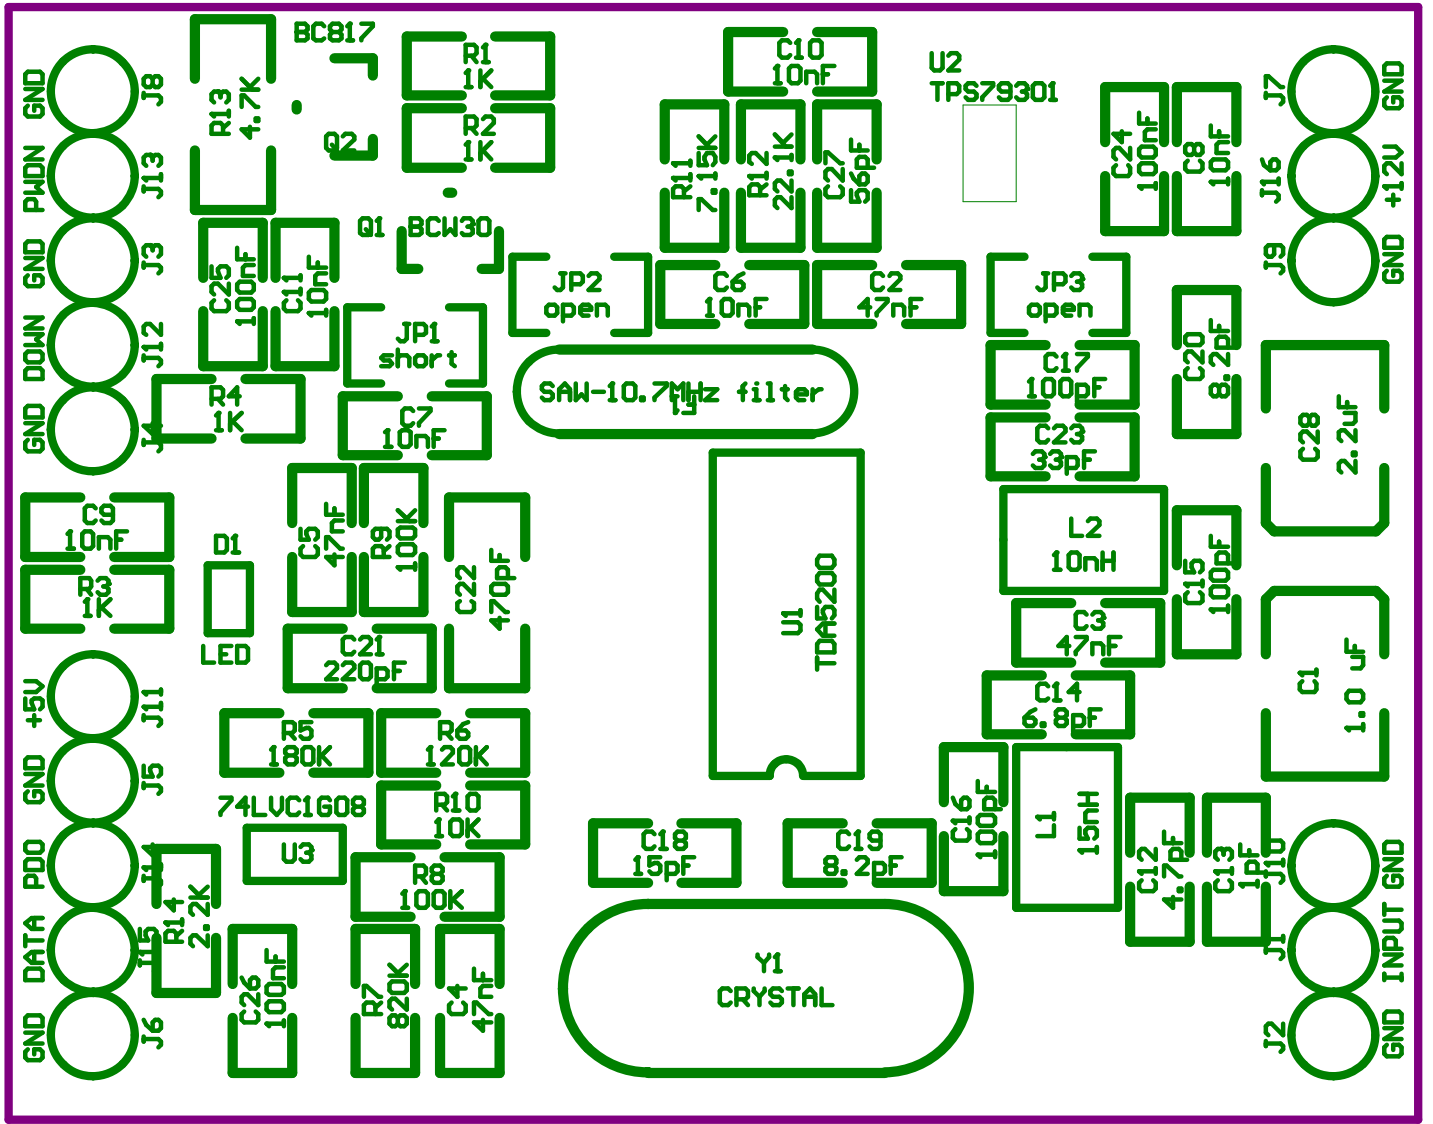 BC817
R1
1K
C10
10nF
U2
TPS79301
GND
J8
R13
4.7K
Q2
R2
1K
R11
7.15K
R12
22.1K
C27
56pF
C24
100nF
C8
10nF
J7
GND
PWDN
J13
Q1 BCW30
J16
+12V
GND
J3
C25
100nF
C11
10nF
JP2
open
C6
10nF
C2
47nF
JP3
open
J9
GND
DOWN
J12
JP1
short
C17
100pF
C20
8.2pF
R4
1K
SAW-10.7MHz filter
F1
C7
10nF
GND
J4
C23
33pF
C28
2.2uF
C9
10nF
D1
C5
47nF
R9
100K
C22
470pF
L2
10nH
C15
100pF
R3
1K
LED
U1
TDA5200
C3
47nF
C21
220pF
C1
1.0 uF
+5V
J11
C14
6.8pF
R5
180K
R6
120K
GND
J5
74LVC1G08
R10
10K
C16
100pF
L1
15nH
U3
C18
15pF
C19
8.2pF
C12
4.7pF
C13
1pF
J10
GND
PDO
J14
R8
100K
R14
2.2K
DATA
J15
J1
INPUT
Y1
CRYSTAL
C26
100nF
R7
820K
C4
47nF
GND
J6
J2
GND